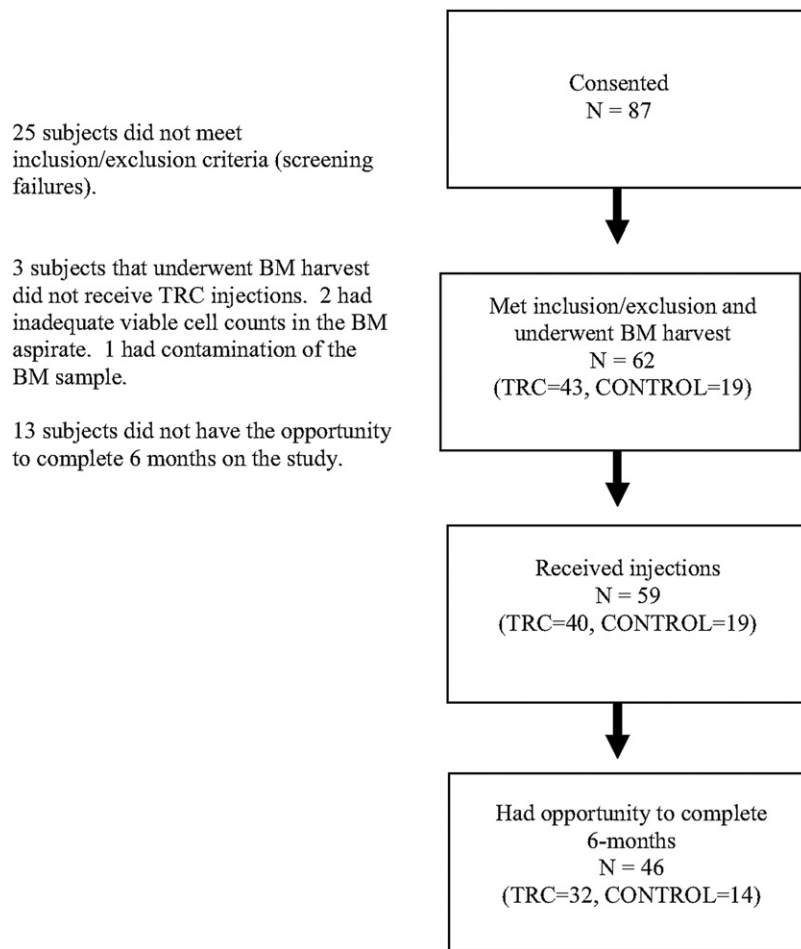 Consented
N = 87
25 subjects did not meet
inclusion/exclusion criteria (screening
failures).
3 subjects that underwent BM harvest
did not receive TRC injections.  2 had
inadequate viable cell counts in the BM
aspirate.  1 had contamination of the
BM sample.
Met inclusion/exclusion and
underwent BM harvest
N = 62
(TRC=43, CONTROL=19)
13 subjects did not have the opportunity
to complete 6 months on the study.
Received injections
N = 59
(TRC=40, CONTROL=19)
Had opportunity to complete
6-months
N = 46
(TRC=32, CONTROL=14)